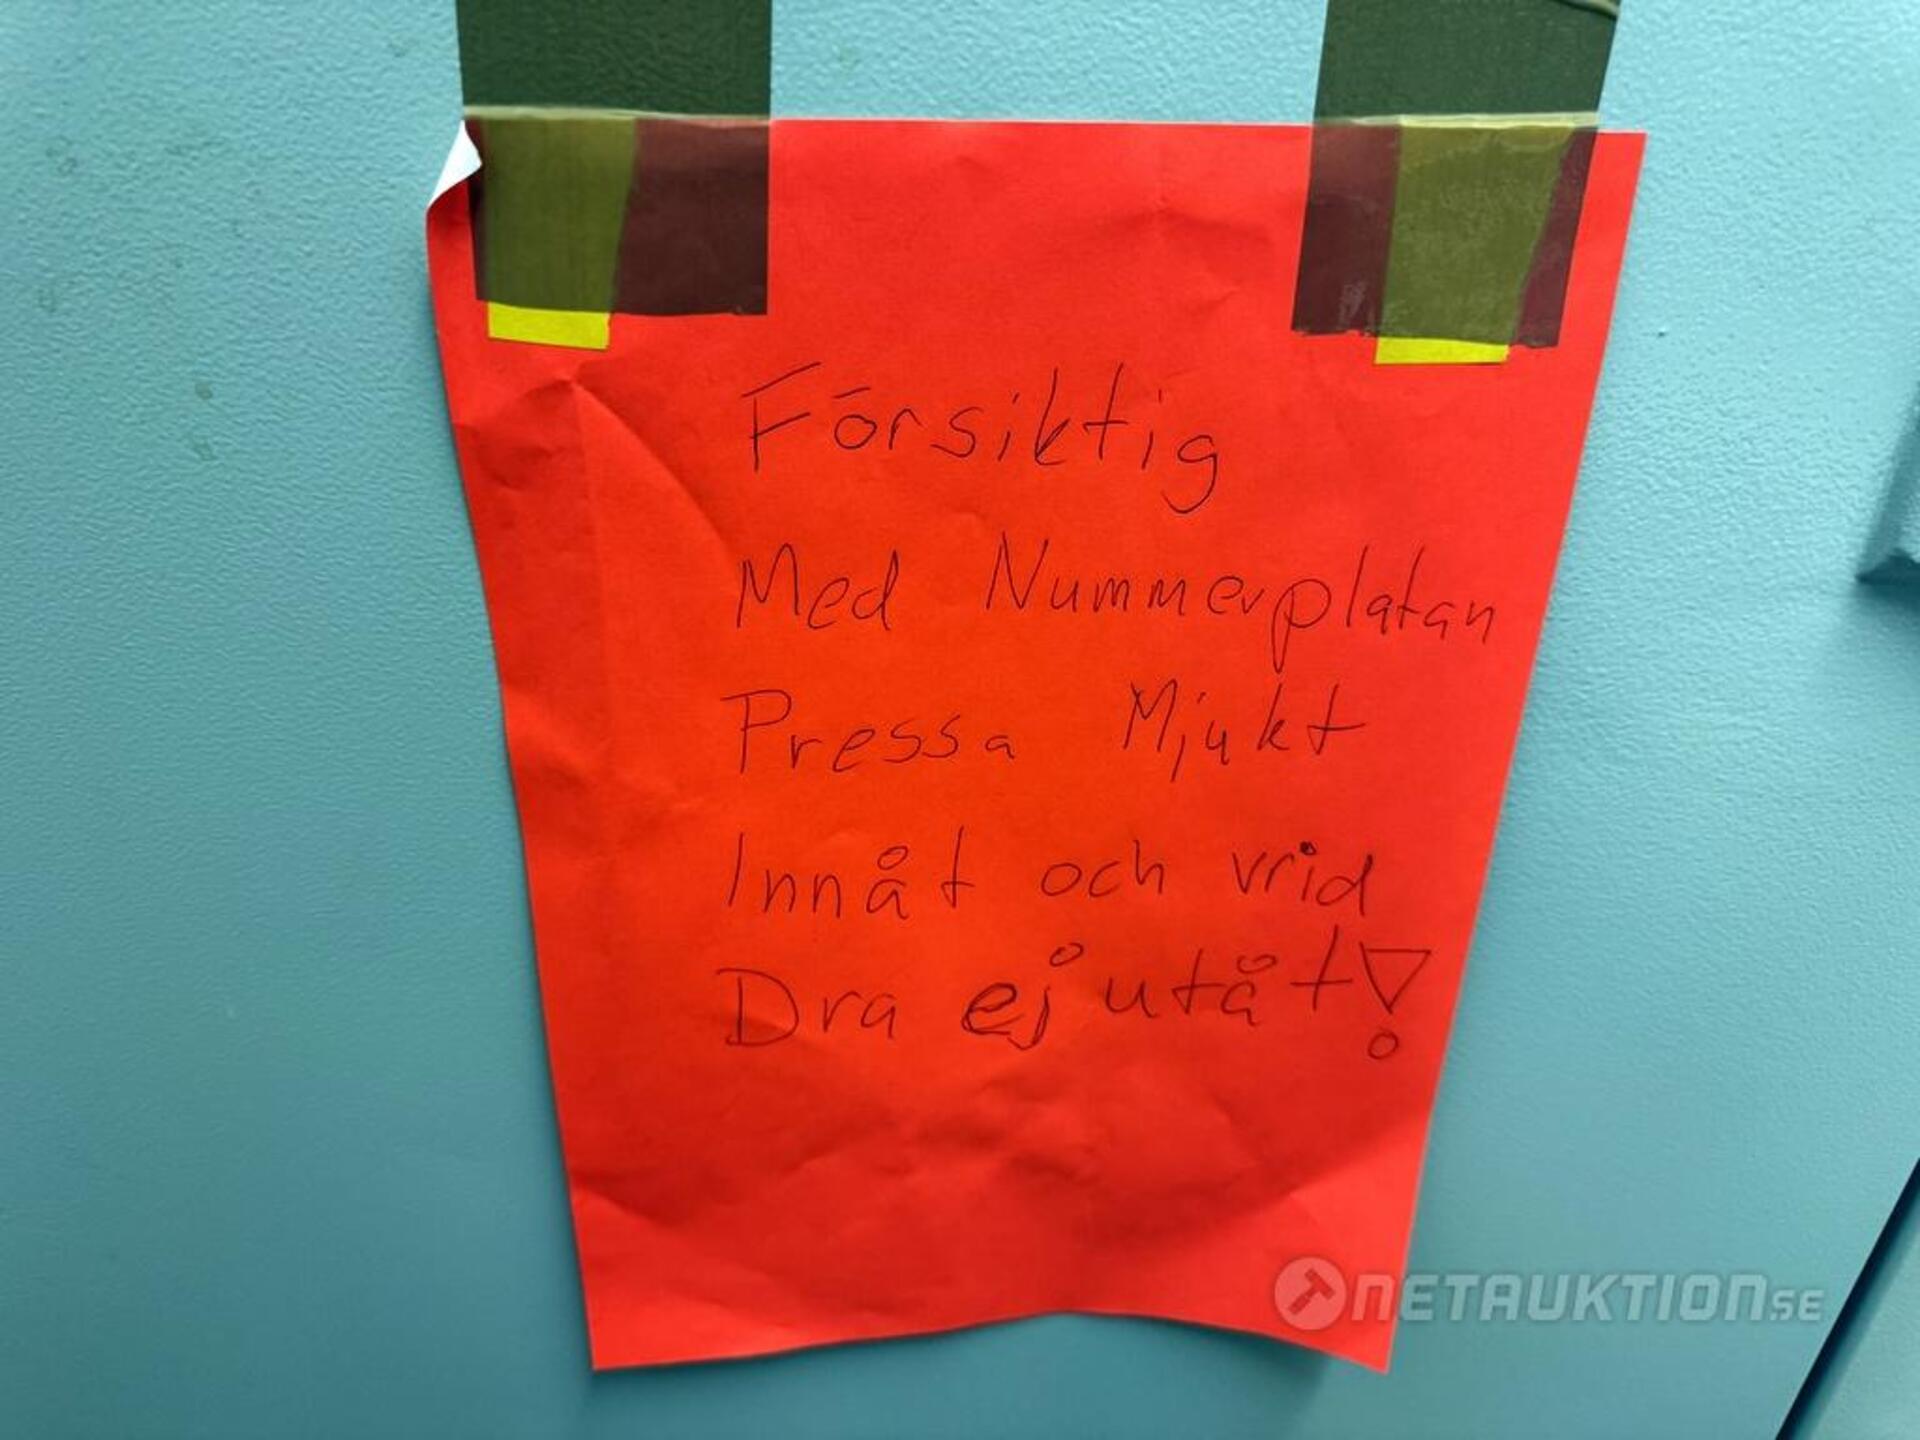 Försiktig
Med Nummerplatan
Pressa Mjukt
Innåt och vrid
Dra ej utåt!
NETAUKTION.SE